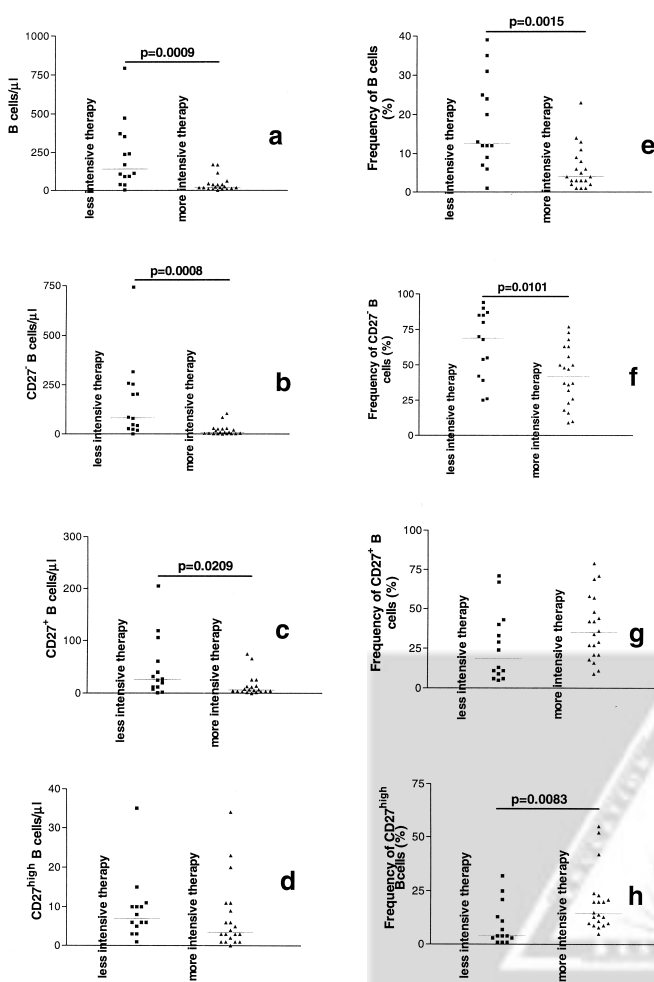 p=0.0009
B cells/µl
1000
750
500
250
0
less intensive therapy
more intensive therapy
a
p=0.0015
Frequency of B cells
(%)
40
30
20
10
0
less intensive therapy
more intensive therapy
e
p=0.0008
CD27⁻ B cells/µl
750
500
250
0
less intensive therapy
more intensive therapy
b
p=0.0101
Frequency of CD27⁻ B
cells (%)
100
75
50
25
0
less intensive therapy
more intensive therapy
f
p=0.0209
CD27⁺ B cells/µl
300
200
100
0
less intensive therapy
more intensive therapy
c
Frequency of CD27⁺ B
cells (%)
100
75
50
25
0
less intensive therapy
more intensive therapy
g
CD27ʰⁱᵍʰ B cells/µl
40
30
20
10
0
less intensive therapy
more intensive therapy
d
p=0.0083
Frequency of CD27ʰⁱᵍʰ
Bcells (%)
75
50
25
0
less intensive therapy
more intensive therapy
h